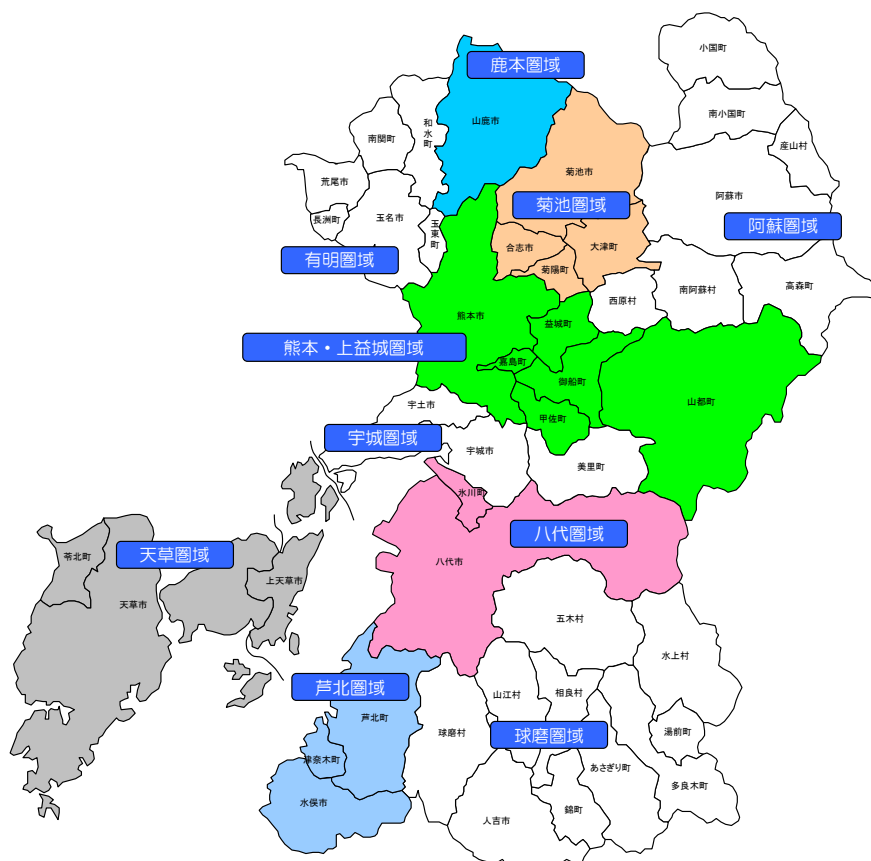 小国町
鹿本圏域
南小国町
山鹿市
和水町
南関町
産山村
菊池市
荒尾市
阿蘇市
菊池圏域
長洲町
玉名市
玉東町
阿蘇圏域
合志市
大津町
有明圏域
菊陽町
西原村
南阿蘇村
高森町
熊本市
益城町
熊本・上益城圏域
嘉島町
御船町
山都町
宇土市
甲佐町
宇城圏域
宇城市
美里町
氷川町
八代圏域
苓北町
天草圏域
八代市
上天草市
天草市
五木村
水上村
芦北圏域
山江村
相良村
芦北町
球磨村
球磨圏域
湯前町
津奈木町
あさぎり町
多良木町
水俣市
人吉市
錦町